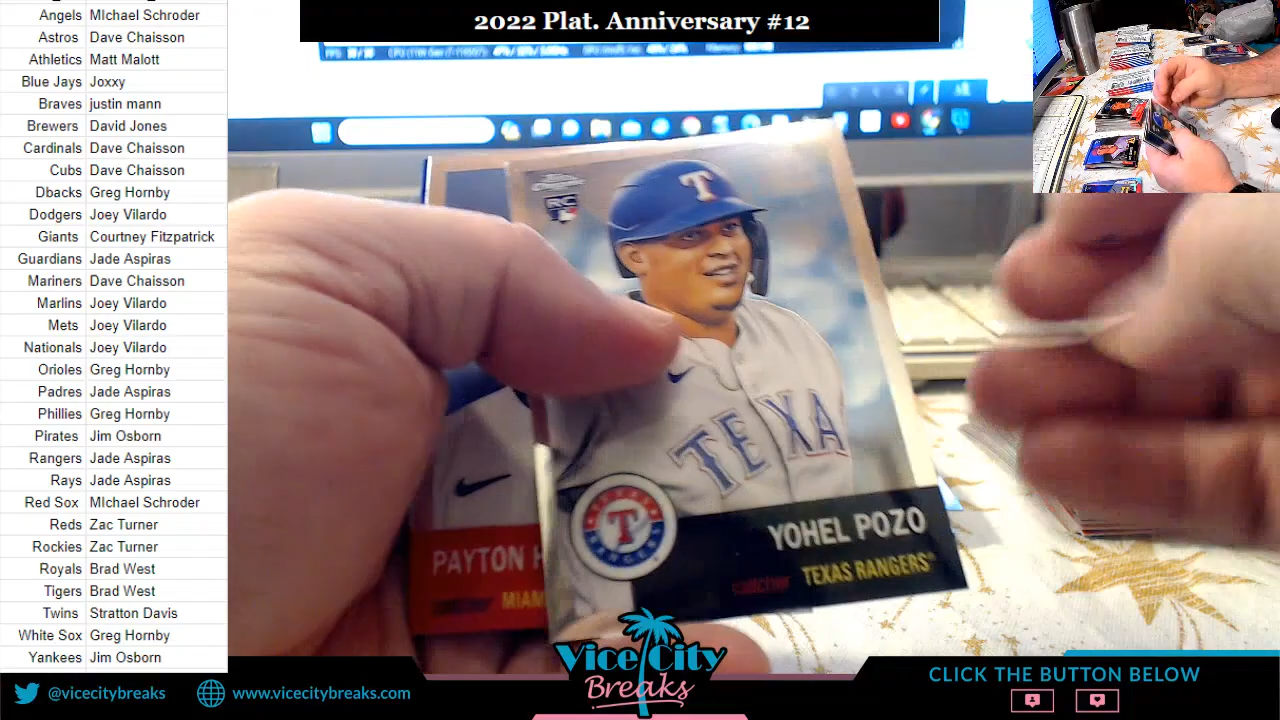 2022 Plat. Anniversary #12
Angels MIchael Schroder
Astros Dave Chaisson
Athletics Matt Malott
Blue Jays Joxxy
Braves justin mann
Brewers David Jones
Cardinals Dave Chaisson
Cubs Dave Chaisson
Dbacks Greg Hornby
Dodgers Joey Vilardo
Giants Courtney Fitzpatrick
Guardians Jade Aspiras
Mariners Dave Chaisson
Marlins Joey Vilardo
Mets Joey Vilardo
Nationals Joey Vilardo
Orioles Greg Hornby
Padres Jade Aspiras
Phillies Greg Hornby
Pirates Jim Osborn
Rangers Jade Aspiras
Rays Jade Aspiras
Red Sox MIchael Schroder
Reds Zac Turner
Rockies Zac Turner
Royals Brad West
Tigers Brad West
Twins Stratton Davis
White Sox Greg Hornby
Yankees Jim Osborn
RC
T
TEXA
T
YOHEL POZO
catcher TEXAS RANGERS
PAYTON H
MIAM
Vice City
Breaks
@vicecitybreaks
www.vicecitybreaks.com
CLICK THE BUTTON BELOW